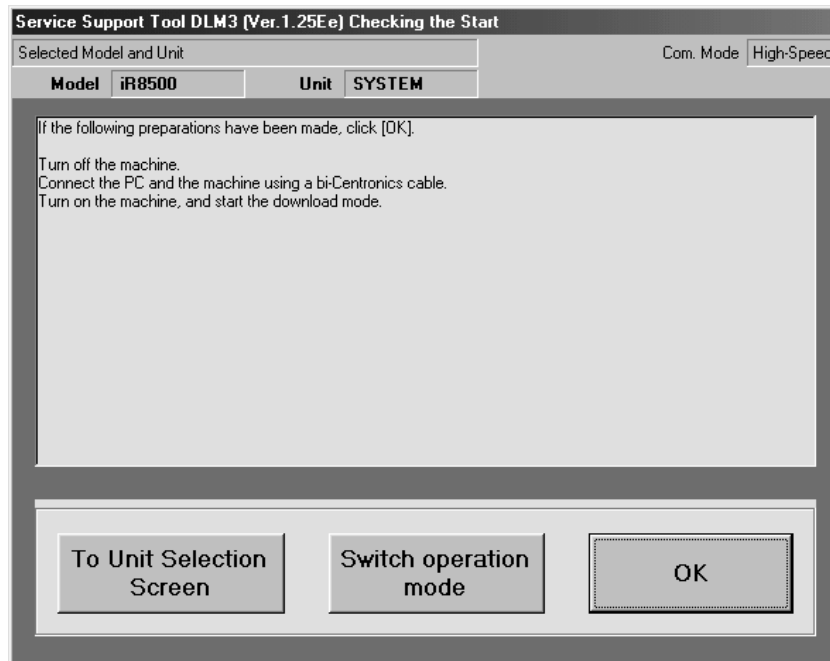 Service Support Tool DLM3 (Ver.1.25Ee) Checking the Start
Selected Model and Unit
Com. Mode High-Speed
Model iR8500 Unit SYSTEM
If the following preparations have been made, click [OK].
Turn off the machine.
Connect the PC and the machine using a bi-Centronics cable.
Turn on the machine, and start the download mode.
To Unit Selection
Screen
Switch operation
mode
OK